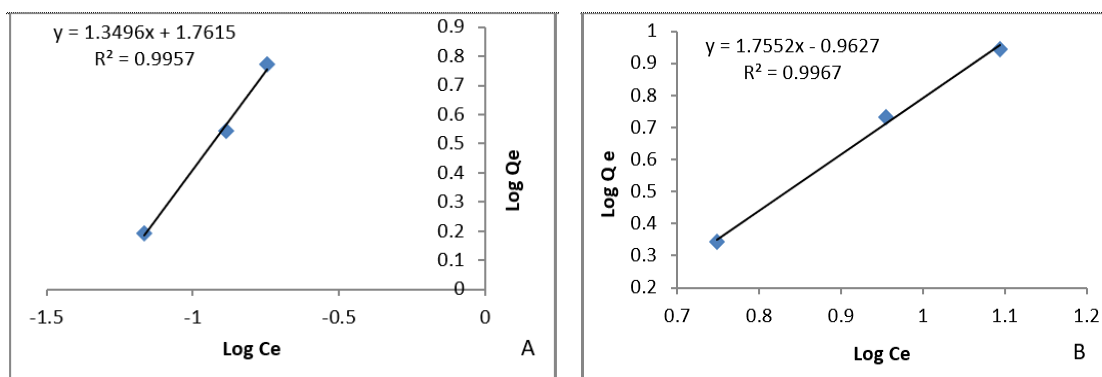 y = 1.3496x + 1.7615
R² = 0.9957
0.9
0.8
0.7
0.6
0.5
0.4
0.3
0.2
0.1
0
Log Qe
-1.5
-1
-0.5
0
Log Ce
A
y = 1.7552x - 0.9627
R² = 0.9967
1
0.9
0.8
0.7
0.6
0.5
0.4
0.3
0.2
Log Q e
0.7
0.8
0.9
1
1.1
1.2
Log Ce
B